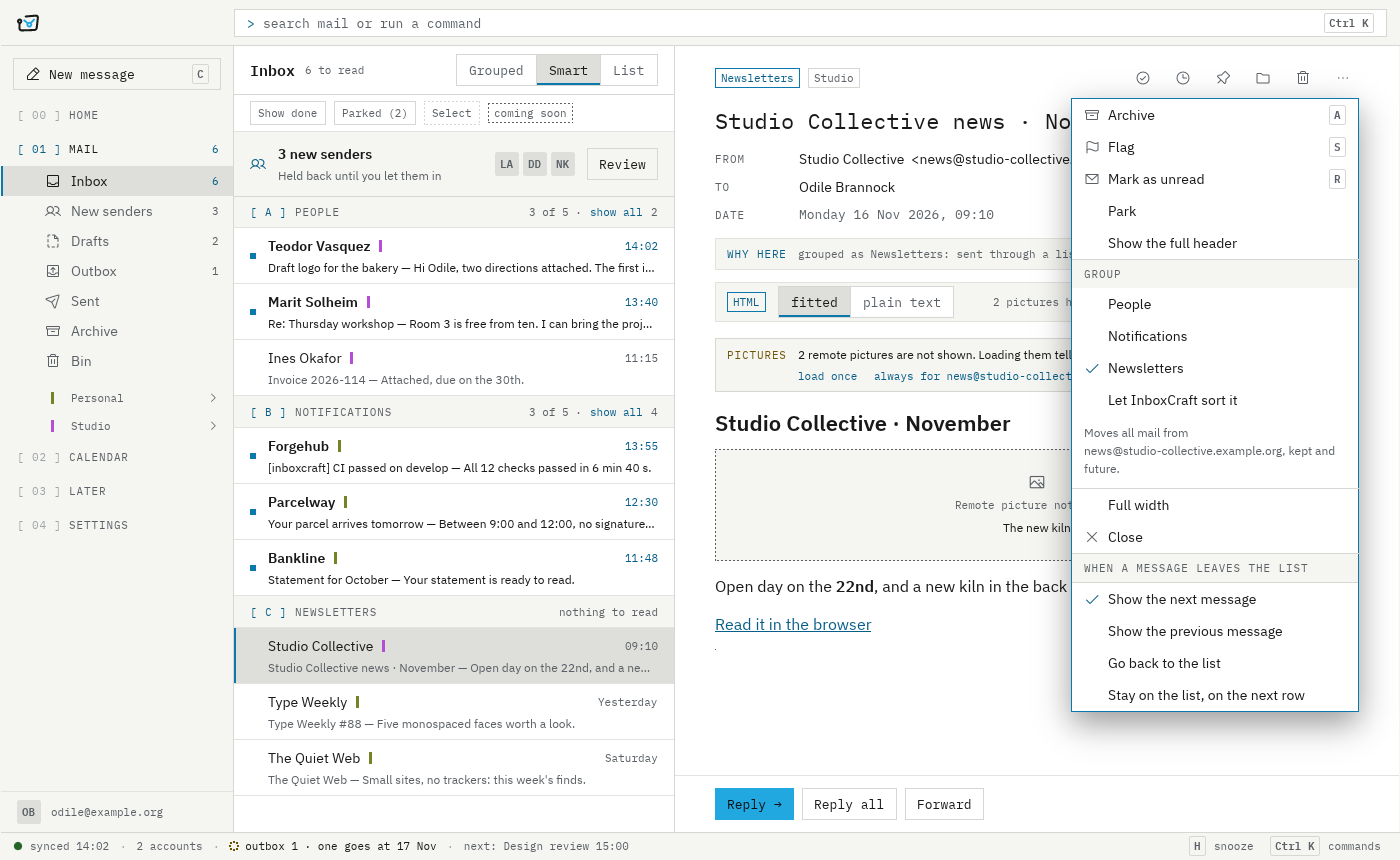 > search mail or run a command
Ctrl K
New message
C
[ 00 ] HOME
[ 01 ] MAIL 6
Inbox 6
New senders 3
Drafts 2
Outbox 1
Sent
Archive
Bin
Personal
Studio
[ 02 ] CALENDAR
[ 03 ] LATER
[ 04 ] SETTINGS
OB odile@example.org
Inbox 6 to read
Grouped Smart List
Show done Parked (2) Select coming soon
3 new senders
Held back until you let them in
LA DD NK Review
[ A ] PEOPLE 3 of 5 · show all 2
Teodor Vasquez 14:02
Draft logo for the bakery — Hi Odile, two directions attached. The first i…
Marit Solheim 13:40
Re: Thursday workshop — Room 3 is free from ten. I can bring the proj…
Ines Okafor 11:15
Invoice 2026-114 — Attached, due on the 30th.
[ B ] NOTIFICATIONS 3 of 5 · show all 4
Forgehub 13:55
[inboxcraft] CI passed on develop — All 12 checks passed in 6 min 40 s.
Parcelway 12:30
Your parcel arrives tomorrow — Between 9:00 and 12:00, no signature…
Bankline 11:48
Statement for October — Your statement is ready to read.
[ C ] NEWSLETTERS nothing to read
Studio Collective 09:10
Studio Collective news · November — Open day on the 22nd, and a ne…
Type Weekly Yesterday
Type Weekly #88 — Five monospaced faces worth a look.
The Quiet Web Saturday
The Quiet Web — Small sites, no trackers: this week's finds.
Newsletters Studio
Studio Collective news · No
FROM Studio Collective <news@studio-collective.
TO Odile Brannock
DATE Monday 16 Nov 2026, 09:10
WHY HERE grouped as Newsletters: sent through a lis
HTML fitted plain text 2 pictures h
PICTURES 2 remote pictures are not shown. Loading them tell
load once always for news@studio-collect
Studio Collective · November
Remote picture not
The new kiln
Open day on the 22nd, and a new kiln in the back
Read it in the browser
Reply → Reply all Forward
Archive A
Flag S
Mark as unread R
Park
Show the full header
GROUP
People
Notifications
Newsletters
Let InboxCraft sort it
Moves all mail from
news@studio-collective.example.org, kept and
future.
Full width
Close
WHEN A MESSAGE LEAVES THE LIST
Show the next message
Show the previous message
Go back to the list
Stay on the list, on the next row
synced 14:02 · 2 accounts · outbox 1 · one goes at 17 Nov · next: Design review 15:00
H snooze Ctrl K commands